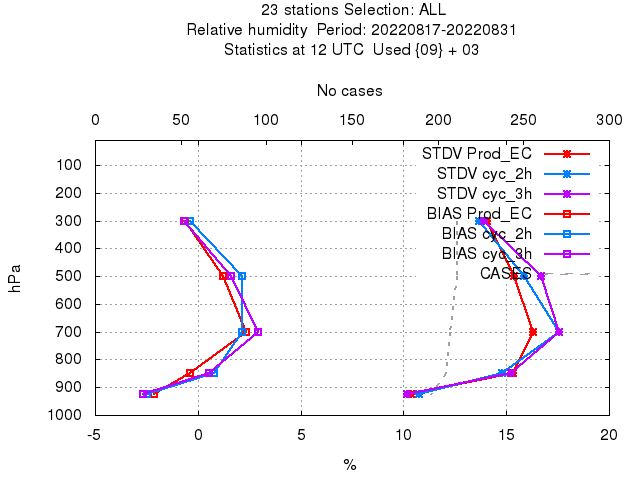 23 stations Selection: ALL
Relative humidity  Period: 20220817-20220831
Statistics at 12 UTC  Used {09} + 03
No cases
0 50 100 150 200 250 300
STDV Prod_EC
STDV cyc_2h
STDV cyc_3h
BIAS Prod_EC
BIAS cyc_2h
BIAS cyc_3h
CASES
hPa
100
200
300
400
500
600
700
800
900
1000
-5 0 5 10 15 20
%